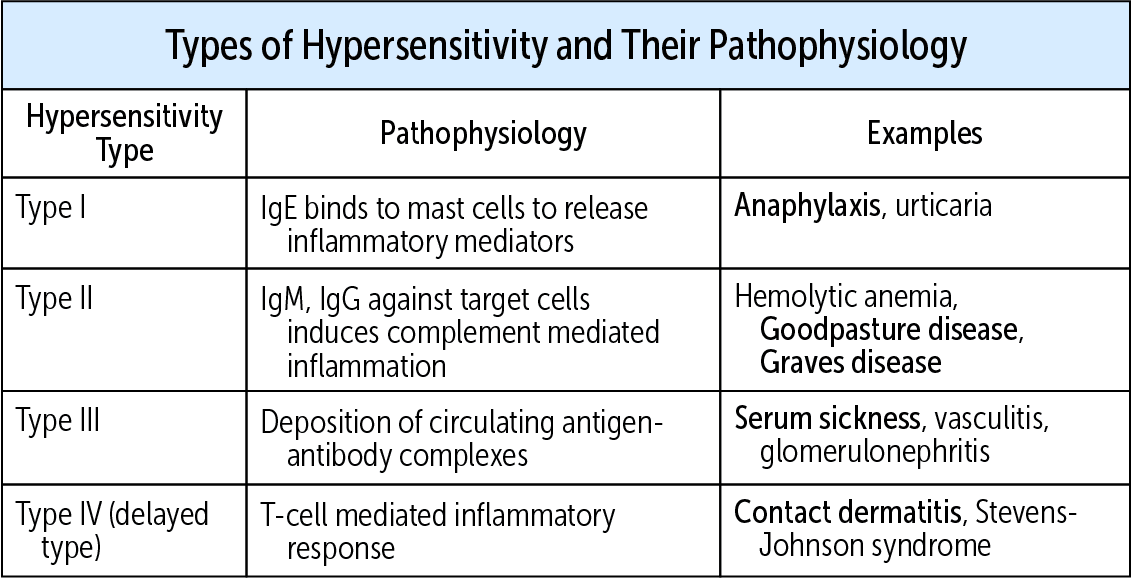 Types of Hypersensitivity and Their Pathophysiology
Hypersensitivity
Type
Pathophysiology
Examples
Type I
IgE binds to mast cells to release
inflammatory mediators
Anaphylaxis, urticaria
Type II
IgM, IgG against target cells
induces complement mediated
inflammation
Hemolytic anemia,
Goodpasture disease,
Graves disease
Type III
Deposition of circulating antigen-
antibody complexes
Serum sickness, vasculitis,
glomerulonephritis
Type IV (delayed
type)
T-cell mediated inflammatory
response
Contact dermatitis, Stevens-
Johnson syndrome